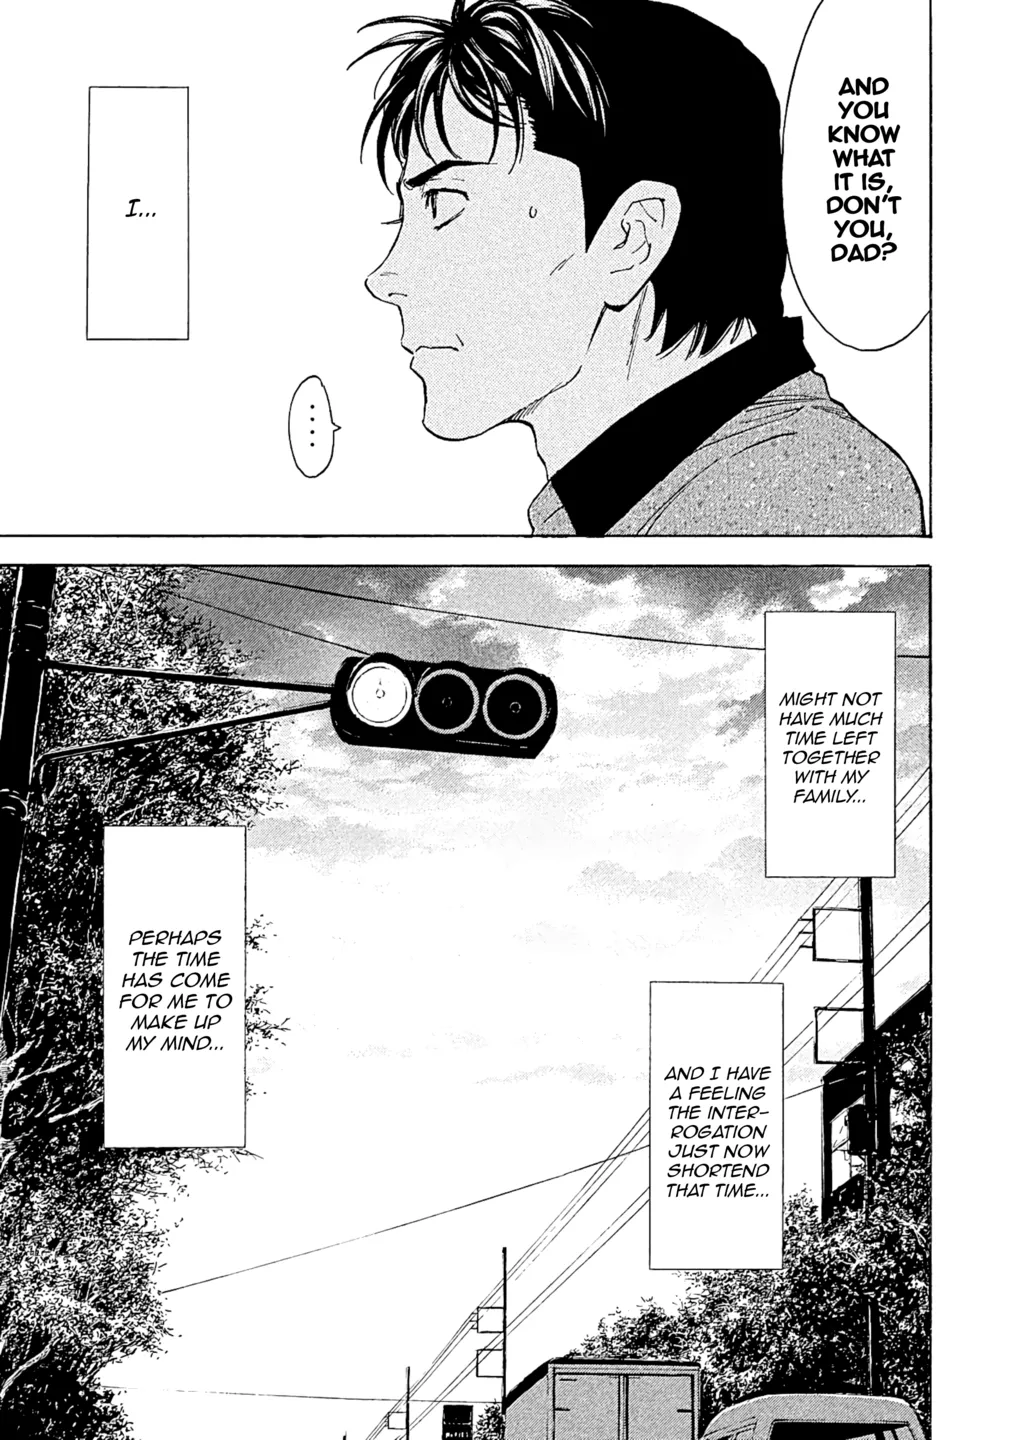 AND
YOU
KNOW
WHAT
IT IS,
DON'T
YOU,
DAD?
....
I...
MIGHT NOT
HAVE MUCH
TIME LEFT
TOGETHER
WITH MY
FAMILY...
AND I HAVE
A FEELING
THE INTER-
ROGATION
JUST NOW
SHORTEND
THAT TIME...
PERHAPS
THE TIME
HAS COME
FOR ME TO
MAKE UP
MY MIND...